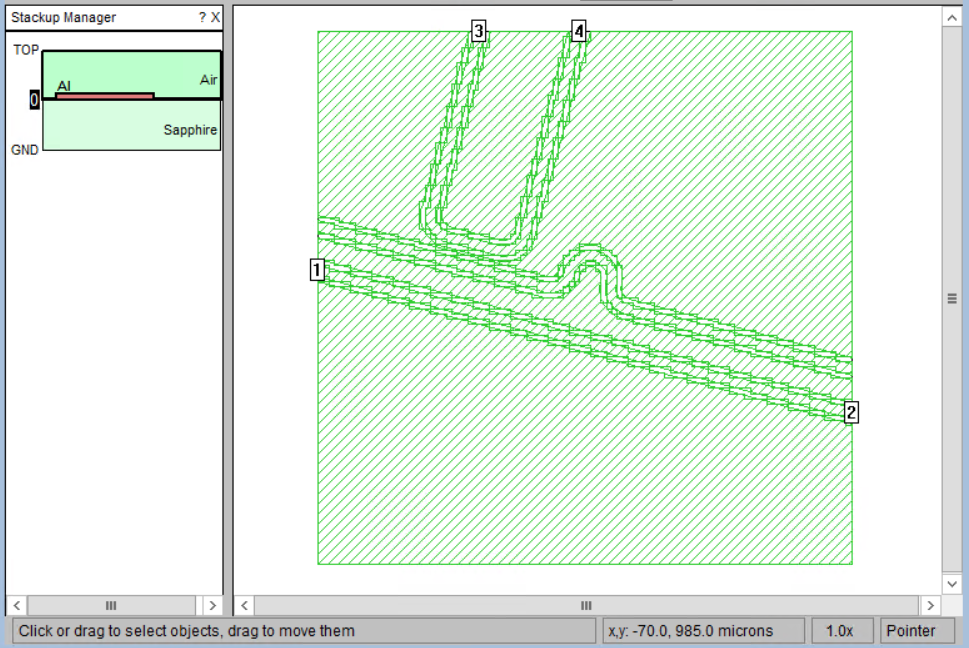 Stackup Manager ? X
TOP
Air
Al
0
Sapphire
GND
3 4
1
2
Click or drag to select objects, drag to move them x,y: -70.0, 985.0 microns 1.0x Pointer